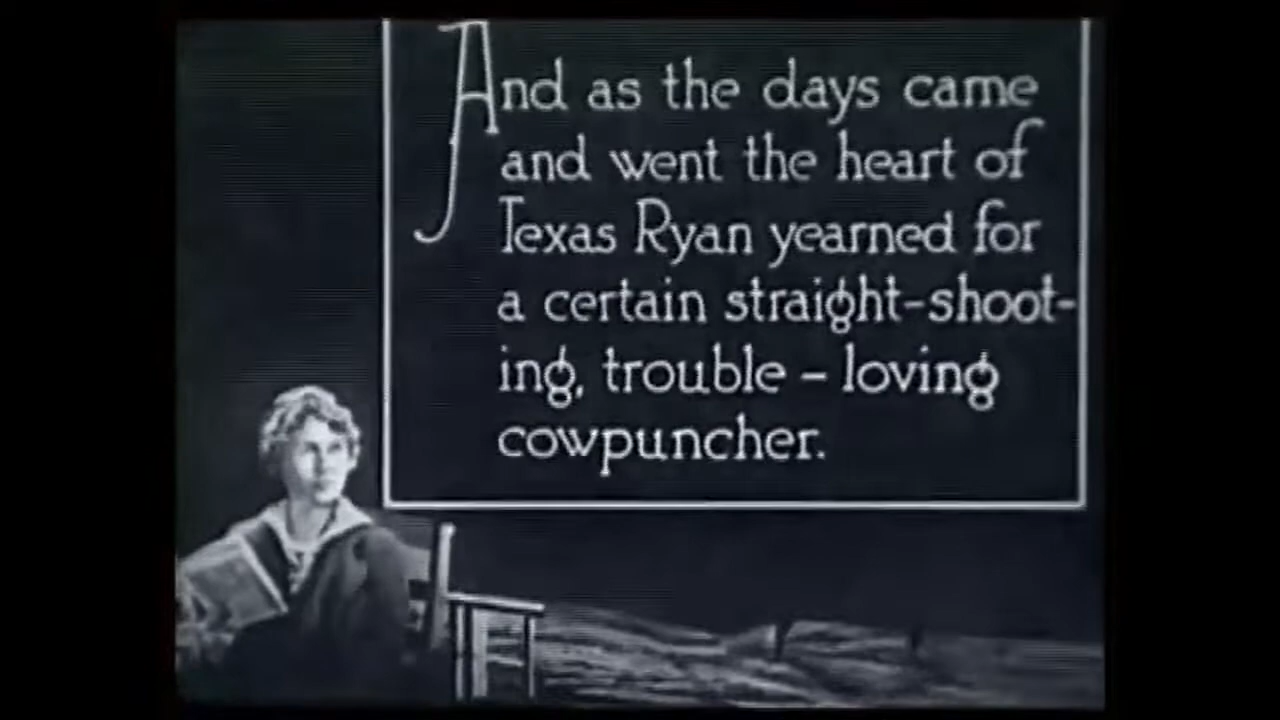 And as the days came
and went the heart of
Texas Ryan yearned for
a certain straight-shoot-
ing, trouble - loving
cowpuncher.